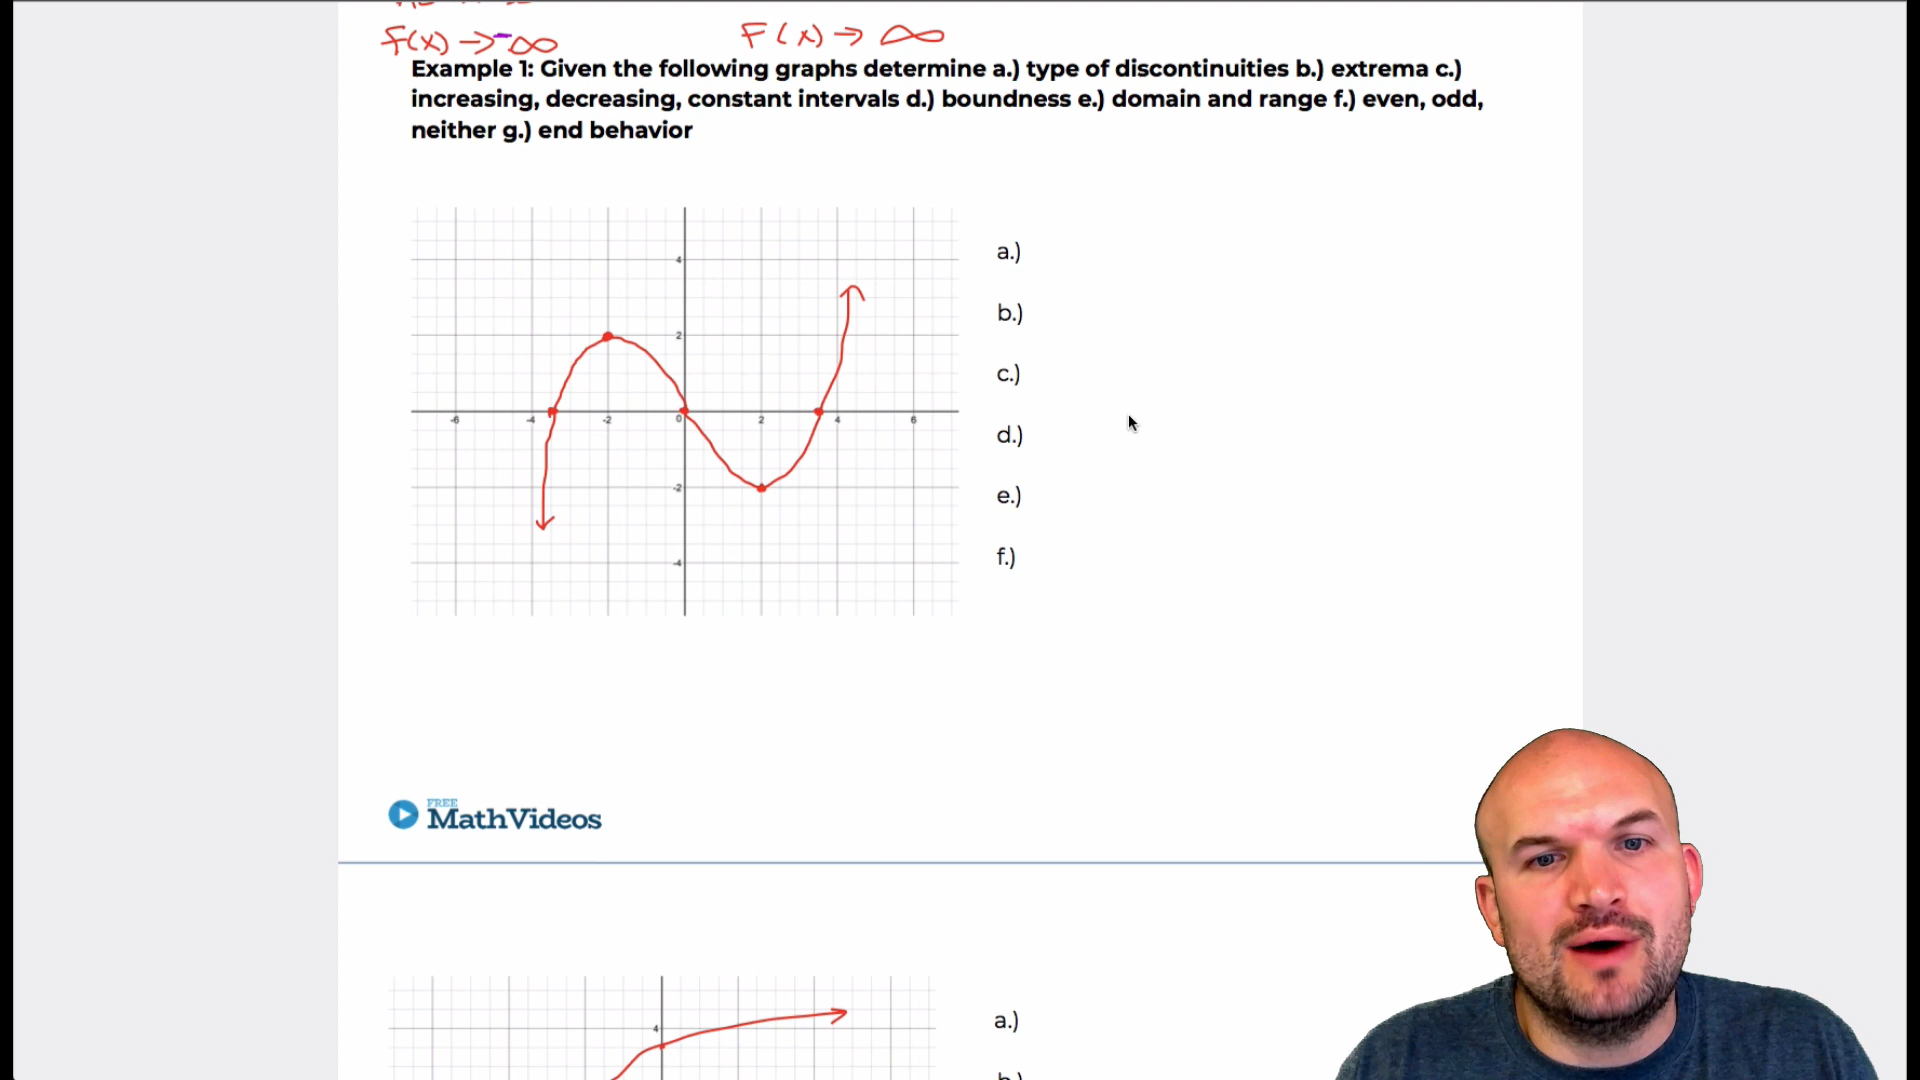 f(x) → -∞ F(x) → ∞
Example 1: Given the following graphs determine a.) type of discontinuities b.) extrema c.)
increasing, decreasing, constant intervals d.) boundness e.) domain and range f.) even, odd,
neither g.) end behavior
a.)
b.)
c.)
d.)
e.)
f.)
4
2
-6 -4 -2 0 2 4 6
-2
-4
FREE
MathVideos
a.)
4